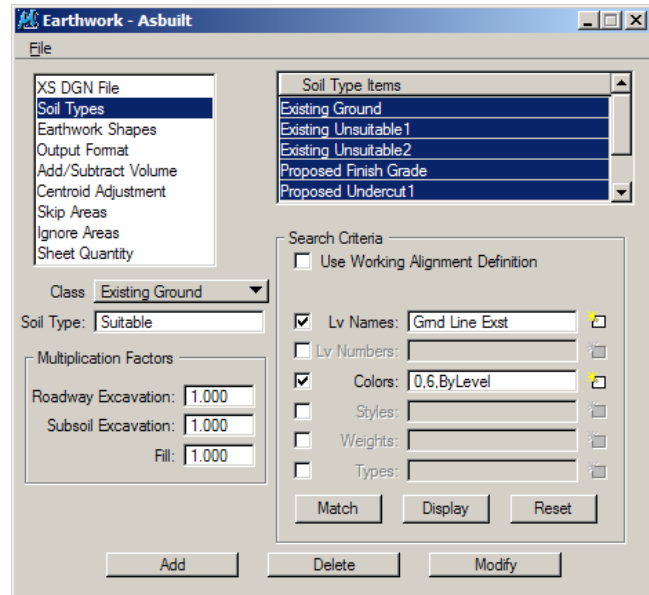 Earthwork - Asbuilt
File
XS DGN File
Soil Types
Earthwork Shapes
Output Format
Add/Subtract Volume
Centroid Adjustment
Skip Areas
Ignore Areas
Sheet Quantity
Class Existing Ground
Soil Type: Suitable
Multiplication Factors
Roadway Excavation: 1.000
Subsoil Excavation: 1.000
Fill: 1.000
Soil Type Items
Existing Ground
Existing Unsuitable1
Existing Unsuitable2
Proposed Finish Grade
Proposed Undercut1
Search Criteria
Use Working Alignment Definition
Lv Names: Grnd Line Exst
Lv Numbers:
Colors: 0,6,ByLevel
Styles:
Weights:
Types:
Match Display Reset
Add Delete Modify